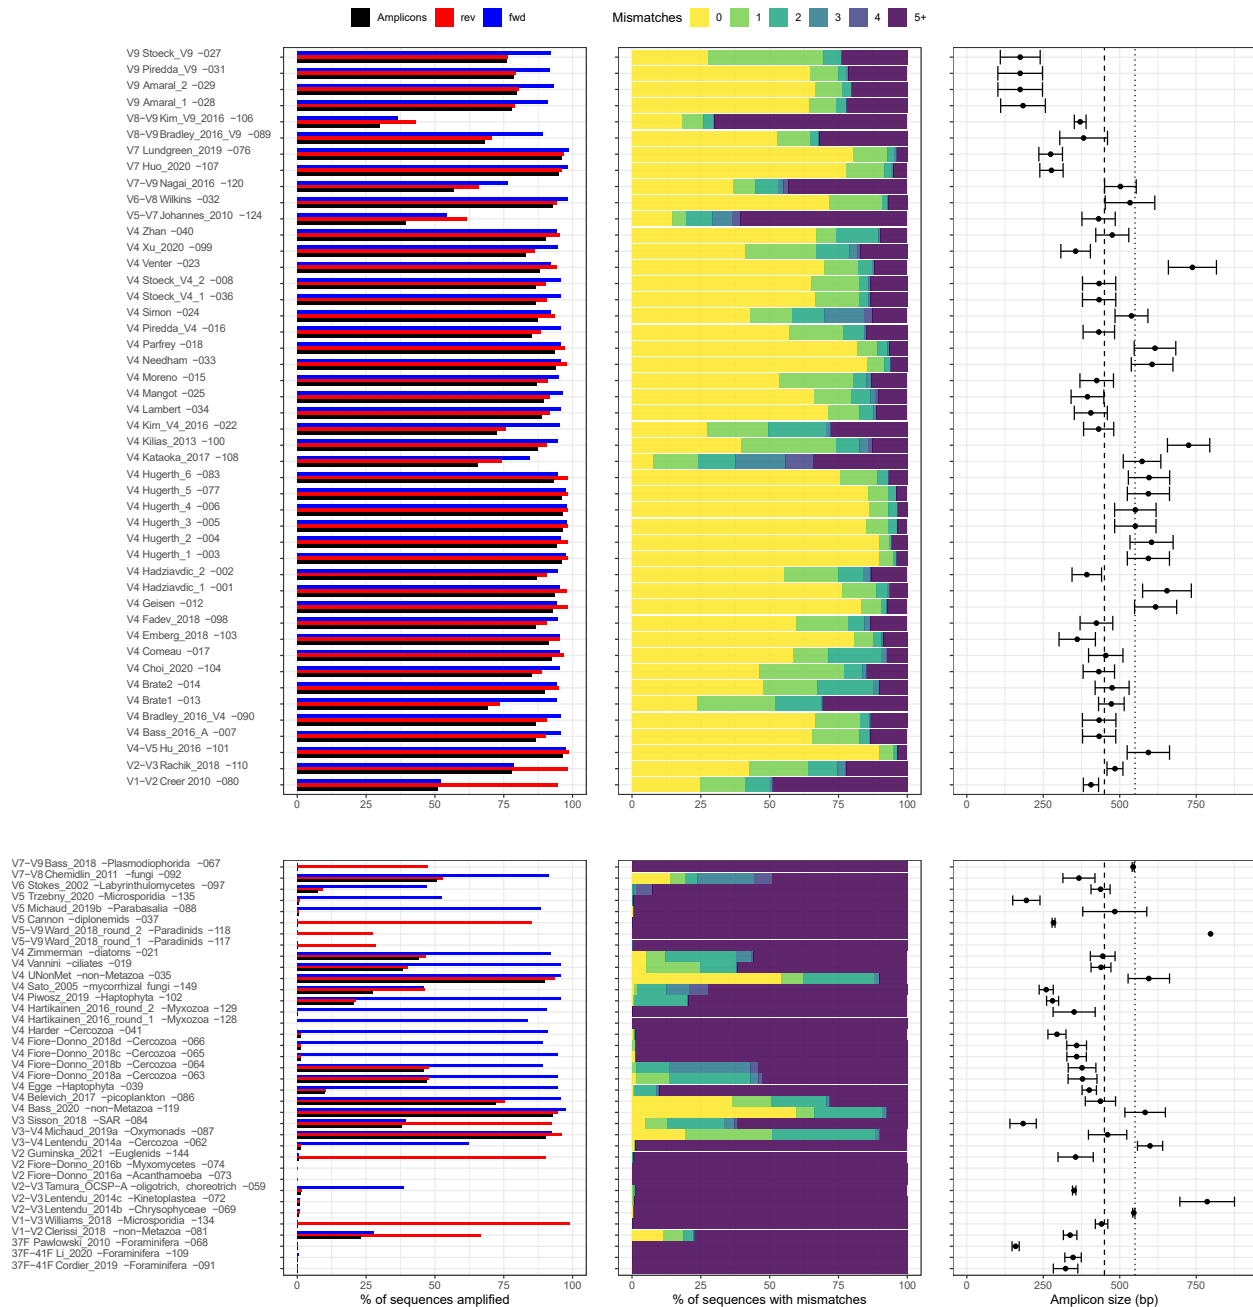 Amplicons rev fwd
Mismatches 0 1 2 3 4 5+
V9 Stoeck_V9 −027
V9 Piredda_V9 −031
V9 Amaral_2 −029
V9 Amaral_1 −028
V8−V9 Kim_V9_2016 −106
V8−V9 Bradley_2016_V9 −089
V7 Lundgreen_2019 −076
V7 Huo_2020 −107
V7−V9 Nagai_2016 −120
V6−V8 Wilkins −032
V5−V7 Johannes_2010 −124
V4 Zhan −040
V4 Xu_2020 −099
V4 Venter −023
V4 Stoeck_V4_2 −008
V4 Stoeck_V4_1 −036
V4 Simon −024
V4 Piredda_V4 −016
V4 Parfrey −018
V4 Needham −033
V4 Moreno −015
V4 Mangot −025
V4 Lambert −034
V4 Kim_V4_2016 −022
V4 Kilias_2013 −100
V4 Kataoka_2017 −108
V4 Hugerth_6 −083
V4 Hugerth_5 −077
V4 Hugerth_4 −006
V4 Hugerth_3 −005
V4 Hugerth_2 −004
V4 Hugerth_1 −003
V4 Hadziavdic_2 −002
V4 Hadziavdic_1 −001
V4 Geisen −012
V4 Fadev_2018 −098
V4 Emberg_2018 −103
V4 Comeau −017
V4 Choi_2020 −104
V4 Brate2 −014
V4 Brate1 −013
V4 Bradley_2016_V4 −090
V4 Bass_2016_A −007
V4−V5 Hu_2016 −101
V2−V3 Rachik_2018 −110
V1−V2 Creer 2010 −080
0 25 50 75 100
0 25 50 75 100
0 250 500 750
V7−V9 Bass_2018 −Plasmodiophorida −067
V7−V8 Chemidlin_2011 −fungi −092
V6 Stokes_2002 −Labyrinthulomycetes −097
V5 Trzebny_2020 −Microsporidia −135
V5 Michaud_2019b −Parabasalia −088
V5 Cannon −diplonemids −037
V5−V9 Ward_2018_round_2 −Paradinids −118
V5−V9 Ward_2018_round_1 −Paradinids −117
V4 Zimmerman −diatoms −021
V4 Vannini −ciliates −019
V4 UNonMet −non−Metazoa −035
V4 Sato_2005 −mycorrhizal fungi −149
V4 Piwosz_2019 −Haptophyta −102
V4 Hartikainen_2016_round_2 −Myxozoa −129
V4 Hartikainen_2016_round_1 −Myxozoa −128
V4 Harder −Cercozoa −041
V4 Fiore−Donno_2018d −Cercozoa −066
V4 Fiore−Donno_2018c −Cercozoa −065
V4 Fiore−Donno_2018b −Cercozoa −064
V4 Fiore−Donno_2018a −Cercozoa −063
V4 Egge −Haptophyta −039
V4 Belevich_2017 −picoplankton −086
V4 Bass_2020 −non−Metazoa −119
V3 Sisson_2018 −SAR −084
V3−V4 Michaud_2019a −Oxymonads −087
V3−V4 Lentendu_2014a −Cercozoa −062
V2 Guminska_2021 −Euglenids −144
V2 Fiore−Donno_2016b −Myxomycetes −074
V2 Fiore−Donno_2016a −Acanthamoeba −073
V2−V3 Tamura_OCSP−A −oligotrich, choreotrich −059
V2−V3 Lentendu_2014c −Kinetoplastea −072
V2−V3 Lentendu_2014b −Chrysophyceae −069
V1−V3 Williams_2018 −Microsporidia −134
V1−V2 Clerissi_2018 −non−Metazoa −081
37F Pawlowski_2010 −Foraminifera −068
37F−41F Li_2020 −Foraminifera −109
37F−41F Cordier_2019 −Foraminifera −091
0 25 50 75 100
0 25 50 75 100
0 250 500 750
% of sequences amplified
% of sequences with mismatches
Amplicon size (bp)